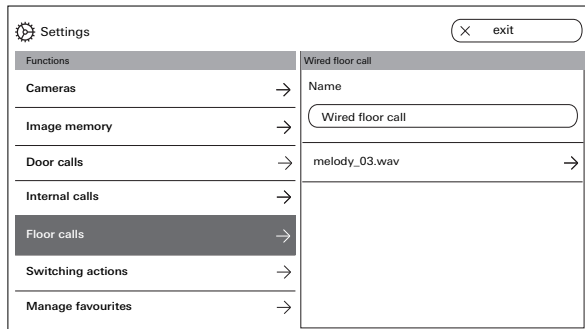 Settings
exit
Functions
Cameras
Image memory
Door calls
Internal calls
Floor calls
Switching actions
Manage favourites
Wired floor call
Name
Wired floor call
melody_03.wav